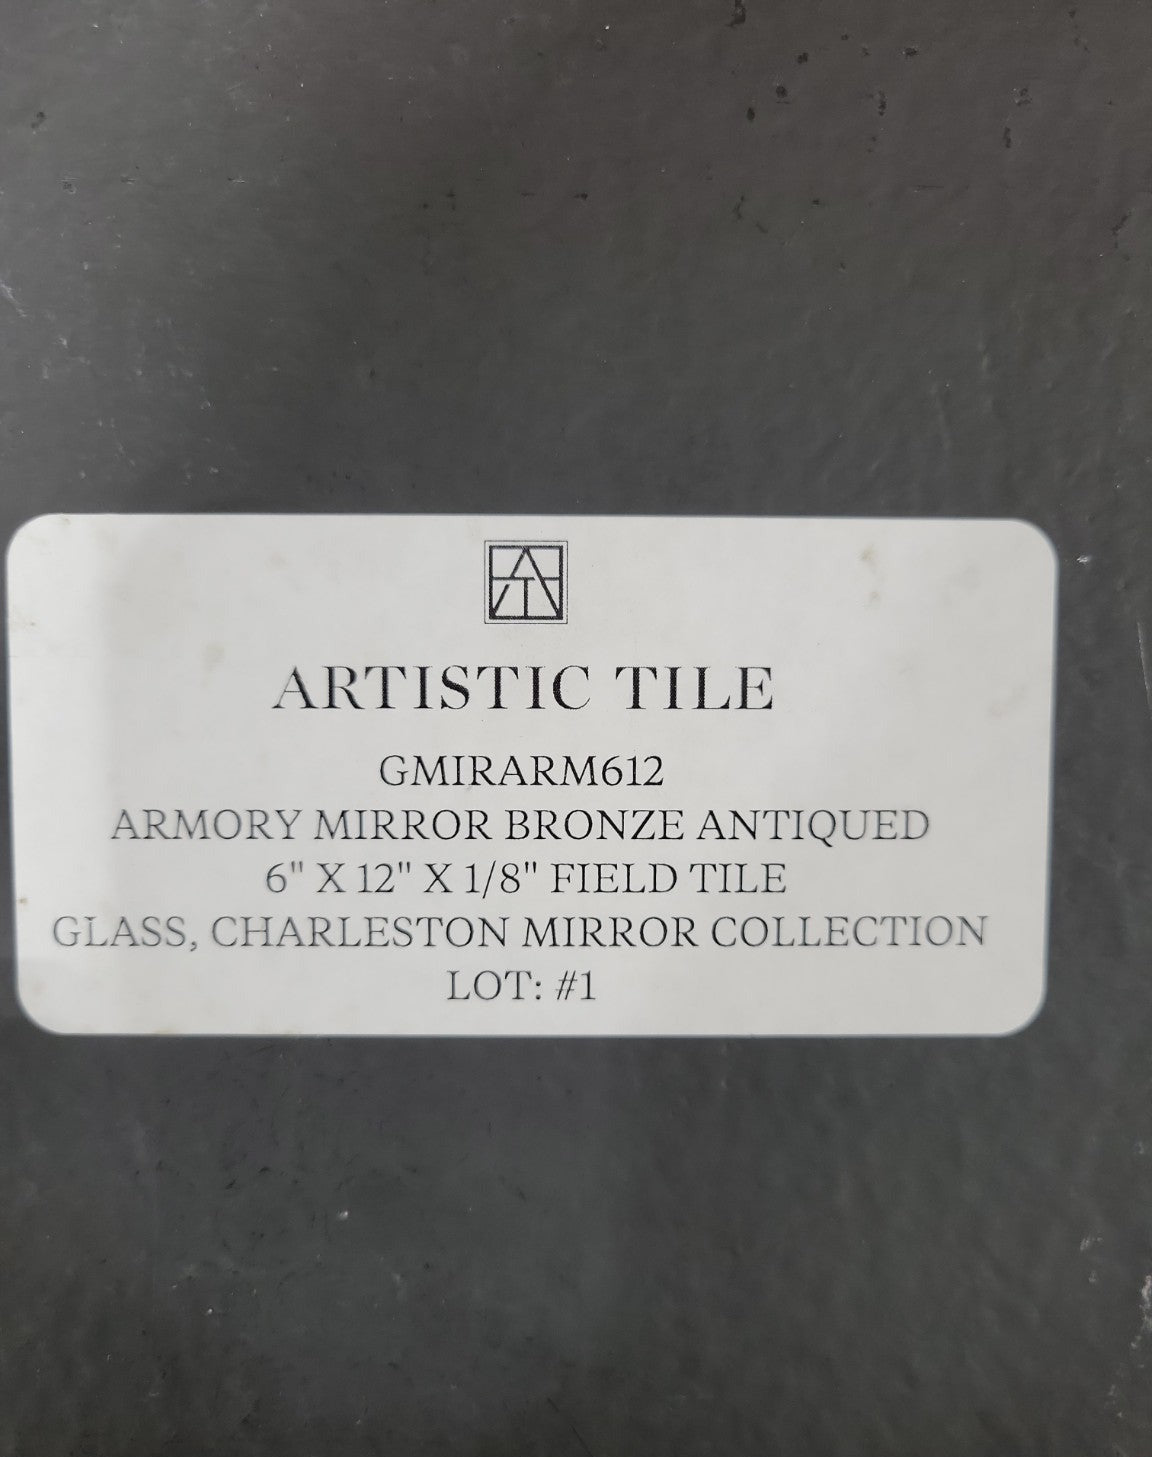 ARTISTIC TILE
GMIRARM612
ARMORY MIRROR BRONZE ANTIQUED
6" X 12" X 1/8" FIELD TILE
GLASS, CHARLESTON MIRROR COLLECTION
LOT: #1